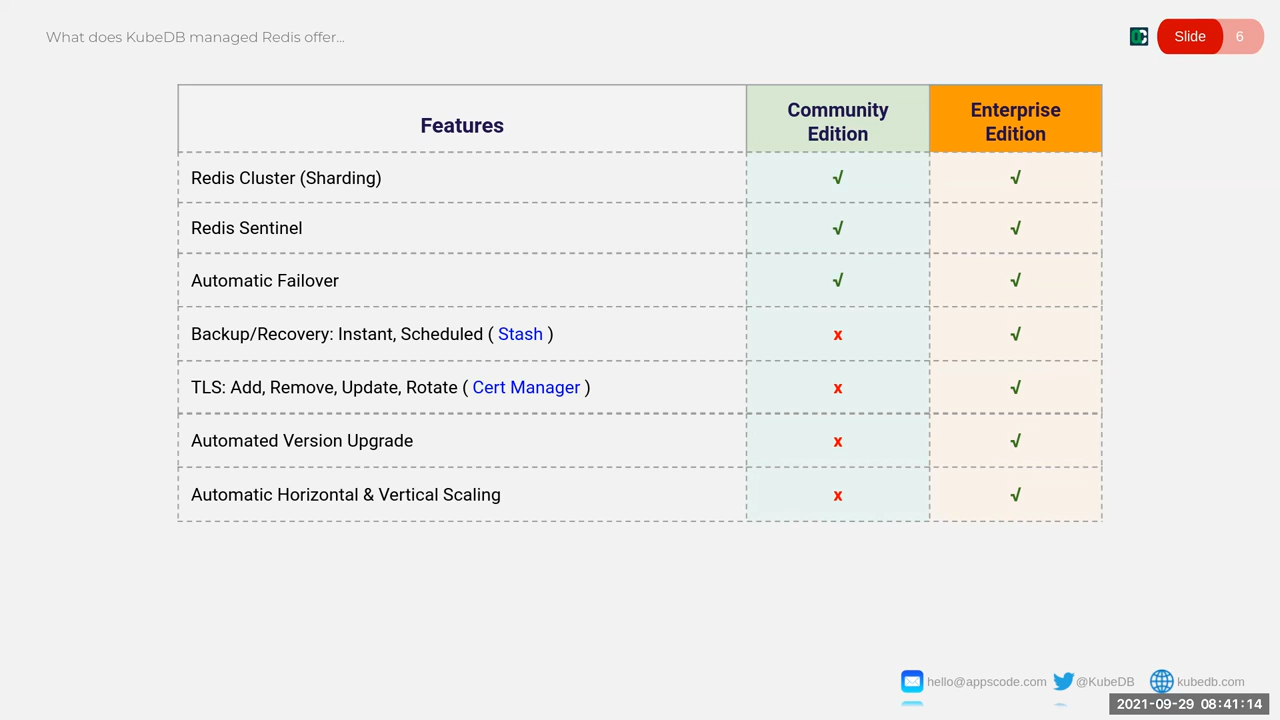 What does KubeDB managed Redis offer...
Slide 6
Features
Community Edition
Enterprise Edition
Redis Cluster (Sharding) √ √
Redis Sentinel √ √
Automatic Failover √ √
Backup/Recovery: Instant, Scheduled ( Stash ) x √
TLS: Add, Remove, Update, Rotate ( Cert Manager ) x √
Automated Version Upgrade x √
Automatic Horizontal & Vertical Scaling x √
hello@appscode.com @KubeDB kubedb.com
2021-09-29 08:41:14